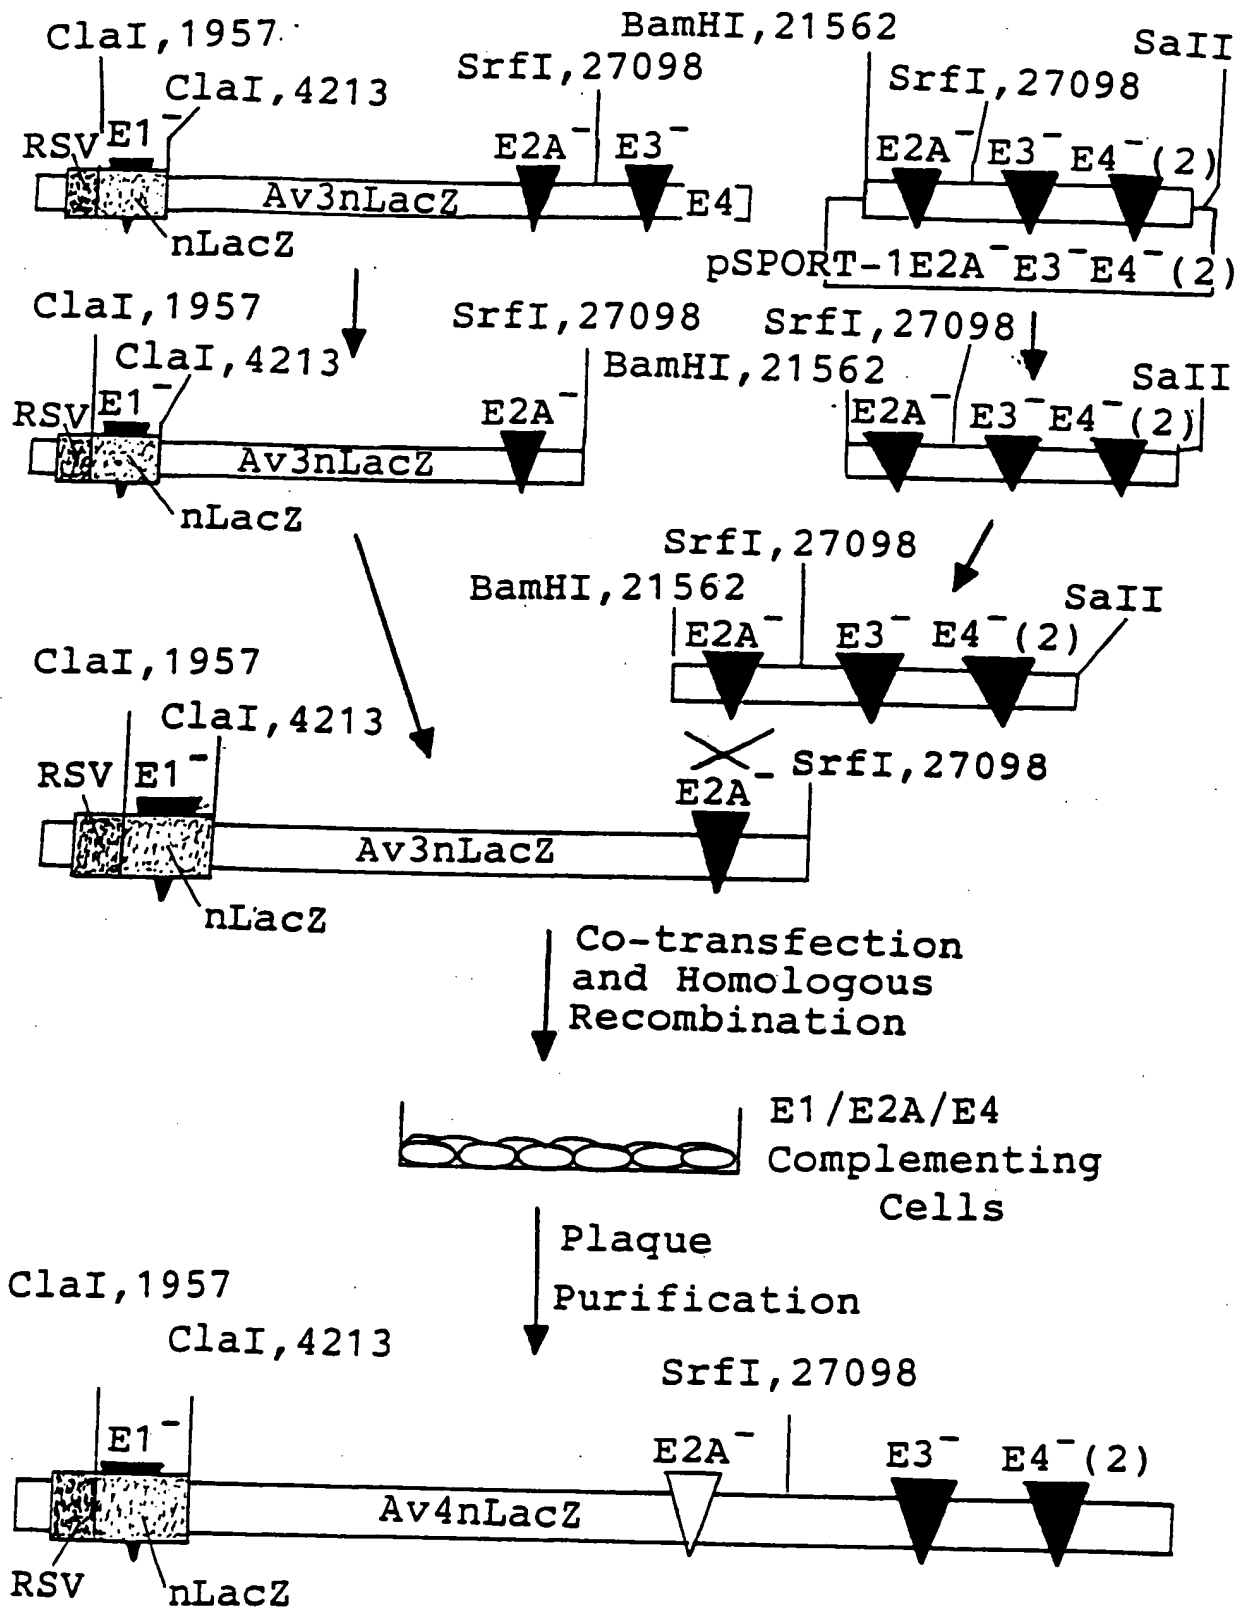 ClaI,1957
BamHI,21562
SaII
SrfI,27098
SrfI,27098
ClaI,4213
RSV
E1⁻
E2A⁻
E3⁻
E2A⁻
E3⁻
E4⁻(2)
Av3nLacZ
E4
nLacZ
pSPORT-1E2A⁻E3⁻E4⁻(2)
ClaI,1957
SrfI,27098
SrfI,27098
ClaI,4213
BamHI,21562
SaII
RSV
E1⁻
E2A⁻
E2A⁻
E3⁻
E4⁻(2)
Av3nLacZ
nLacZ
SrfI,27098
BamHI,21562
SaII
E2A⁻
E3⁻
E4⁻(2)
ClaI,1957
ClaI,4213
SrfI,27098
RSV
E1⁻
E2A⁻
Av3nLacZ
nLacZ
Co-transfection
and Homologous
Recombination
E1/E2A/E4
Complementing
Cells
Plaque
Purification
ClaI,1957
ClaI,4213
SrfI,27098
E1⁻
E2A⁻
E3⁻
E4⁻(2)
Av4nLacZ
RSV
nLacZ